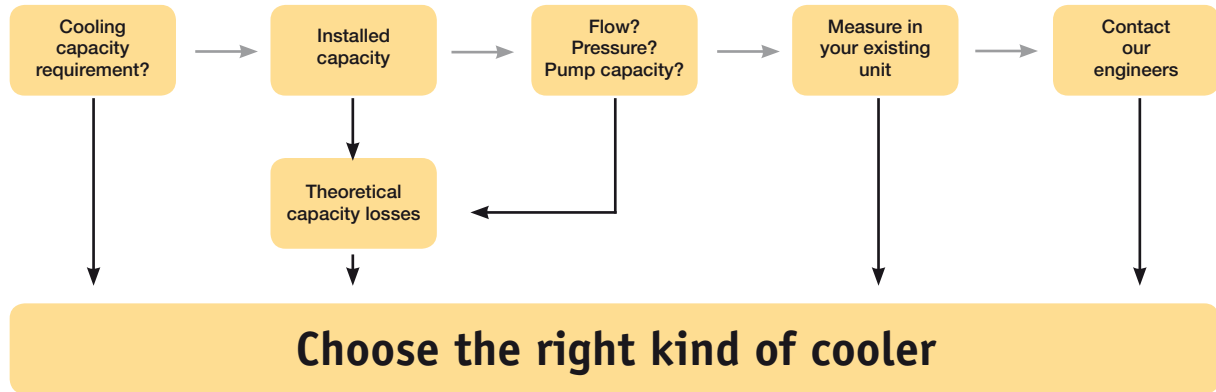 Cooling
capacity
requirement?
Installed
capacity
Flow?
Pressure?
Pump capacity?
Measure in
your existing
unit
Contact
our
engineers
Theoretical
capacity losses
Choose the right kind of cooler